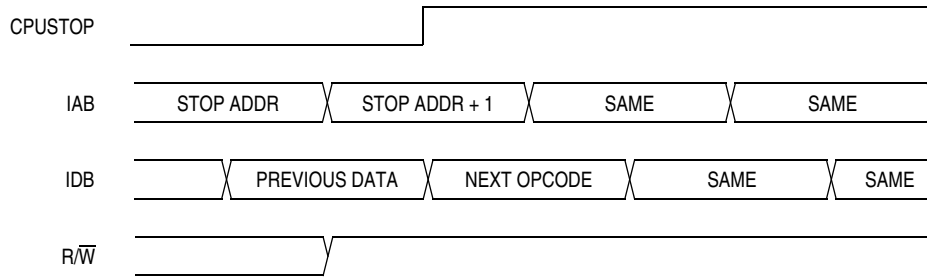 CPUSTOP
IAB STOP ADDR STOP ADDR + 1 SAME SAME
IDB PREVIOUS DATA NEXT OPCODE SAME SAME
R/W̅